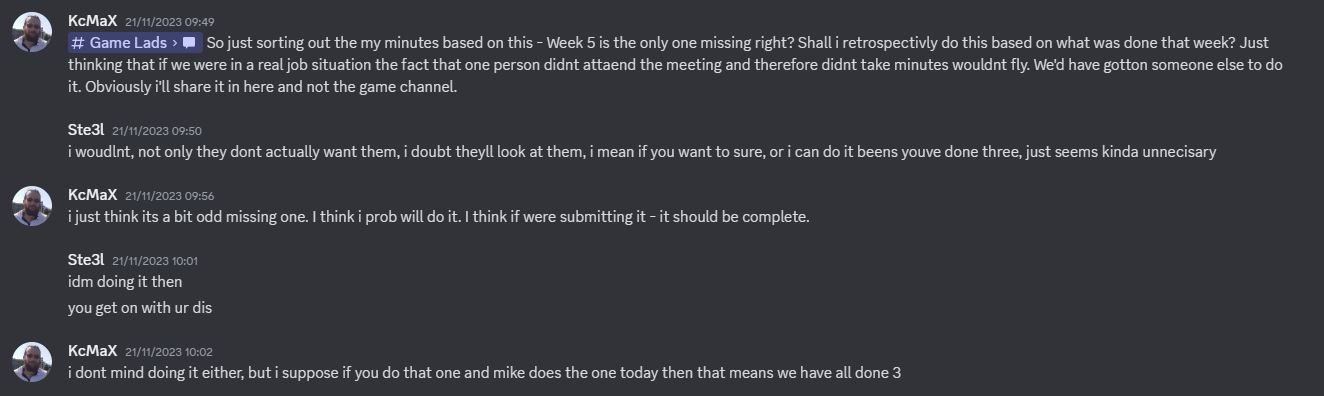 KcMaX 21/11/2023 09:49
# Game Lads > So just sorting out the my minutes based on this - Week 5 is the only one missing right? Shall i retrospectivly do this based on what was done that week? Just
thinking that if we were in a real job situation the fact that one person didnt attaend the meeting and therefore didnt take minutes wouldnt fly. We'd have gotton someone else to do
it. Obviously i'll share it in here and not the game channel.
Ste3l 21/11/2023 09:50
i woudlnt, not only they dont actually want them, i doubt theyll look at them, i mean if you want to sure, or i can do it beens youve done three, just seems kinda unnecisary
KcMaX 21/11/2023 09:56
i just think its a bit odd missing one. I think i prob will do it. I think if were submitting it - it should be complete.
Ste3l 21/11/2023 10:01
idm doing it then
you get on with ur dis
KcMaX 21/11/2023 10:02
i dont mind doing it either, but i suppose if you do that one and mike does the one today then that means we have all done 3